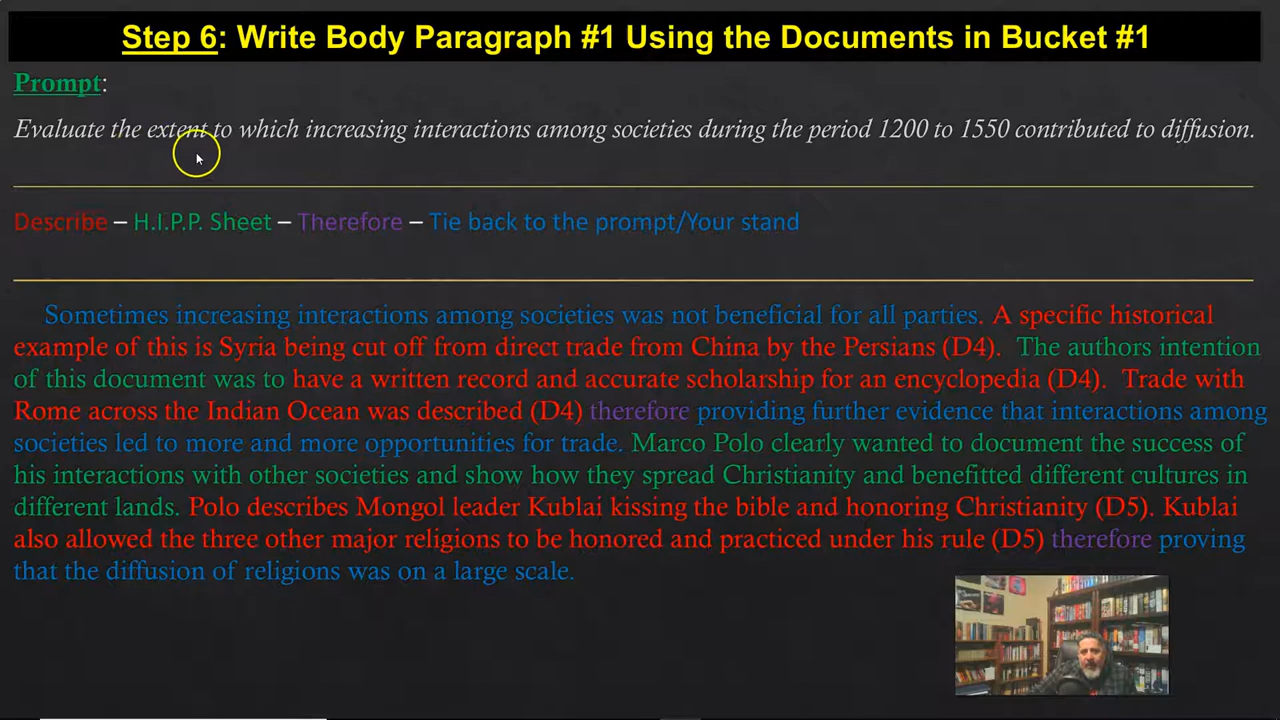 Step 6: Write Body Paragraph #1 Using the Documents in Bucket #1
Prompt:
Evaluate the extent to which increasing interactions among societies during the period 1200 to 1550 contributed to diffusion.
Describe – H.I.P.P. Sheet – Therefore – Tie back to the prompt/Your stand
Sometimes increasing interactions among societies was not beneficial for all parties. A specific historical
example of this is Syria being cut off from direct trade from China by the Persians (D4). The authors intention
of this document was to have a written record and accurate scholarship for an encyclopedia (D4). Trade with
Rome across the Indian Ocean was described (D4) therefore providing further evidence that interactions among
societies led to more and more opportunities for trade. Marco Polo clearly wanted to document the success of
his interactions with other societies and show how they spread Christianity and benefitted different cultures in
different lands. Polo describes Mongol leader Kublai kissing the bible and honoring Christianity (D5). Kublai
also allowed the three other major religions to be honored and practiced under his rule (D5) therefore proving
that the diffusion of religions was on a large scale.